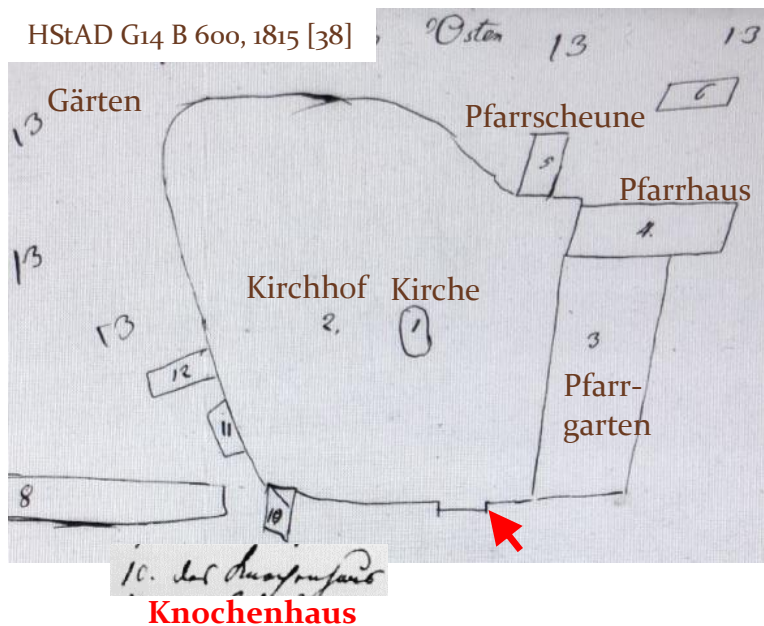 HStAD G14 B 600, 1815 [38]
Osten
13
13
Gärten
13
6
Pfarrscheune
5
Pfarrhaus
4.
13
Kirchhof
Kirche
2.
1
3
13
12
Pfarr-
garten
11
8
10
10. das Knochenhaus
Knochenhaus